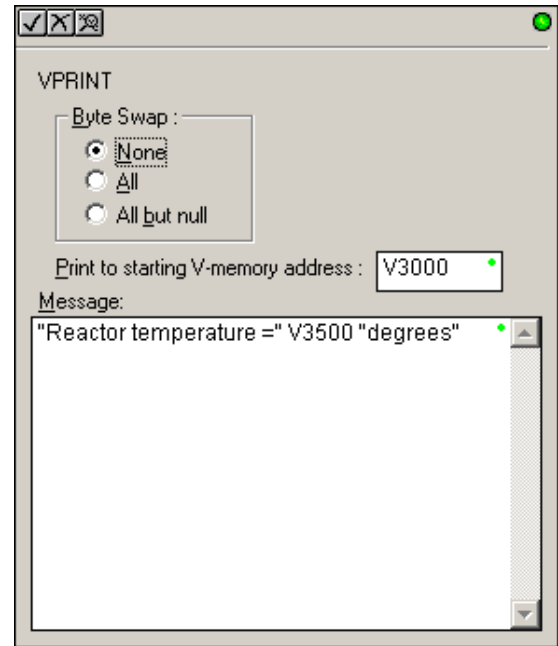 VPRINT
Byte Swap :
None
All
All but null
Print to starting V-memory address : V3000
Message:
"Reactor temperature =" V3500 "degrees"